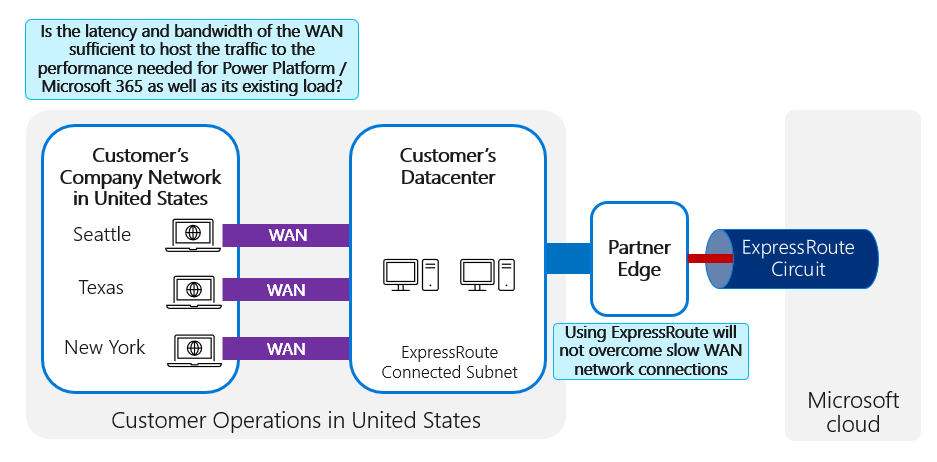 Is the latency and bandwidth of the WAN
sufficient to host the traffic to the
performance needed for Power Platform /
Microsoft 365 as well as its existing load?
Customer's
Company Network
in United States
Seattle
Texas
New York
WAN
WAN
WAN
Customer's
Datacenter
ExpressRoute
Connected Subnet
Customer Operations in United States
Partner
Edge
Using ExpressRoute will
not overcome slow WAN
network connections
ExpressRoute
Circuit
Microsoft
cloud